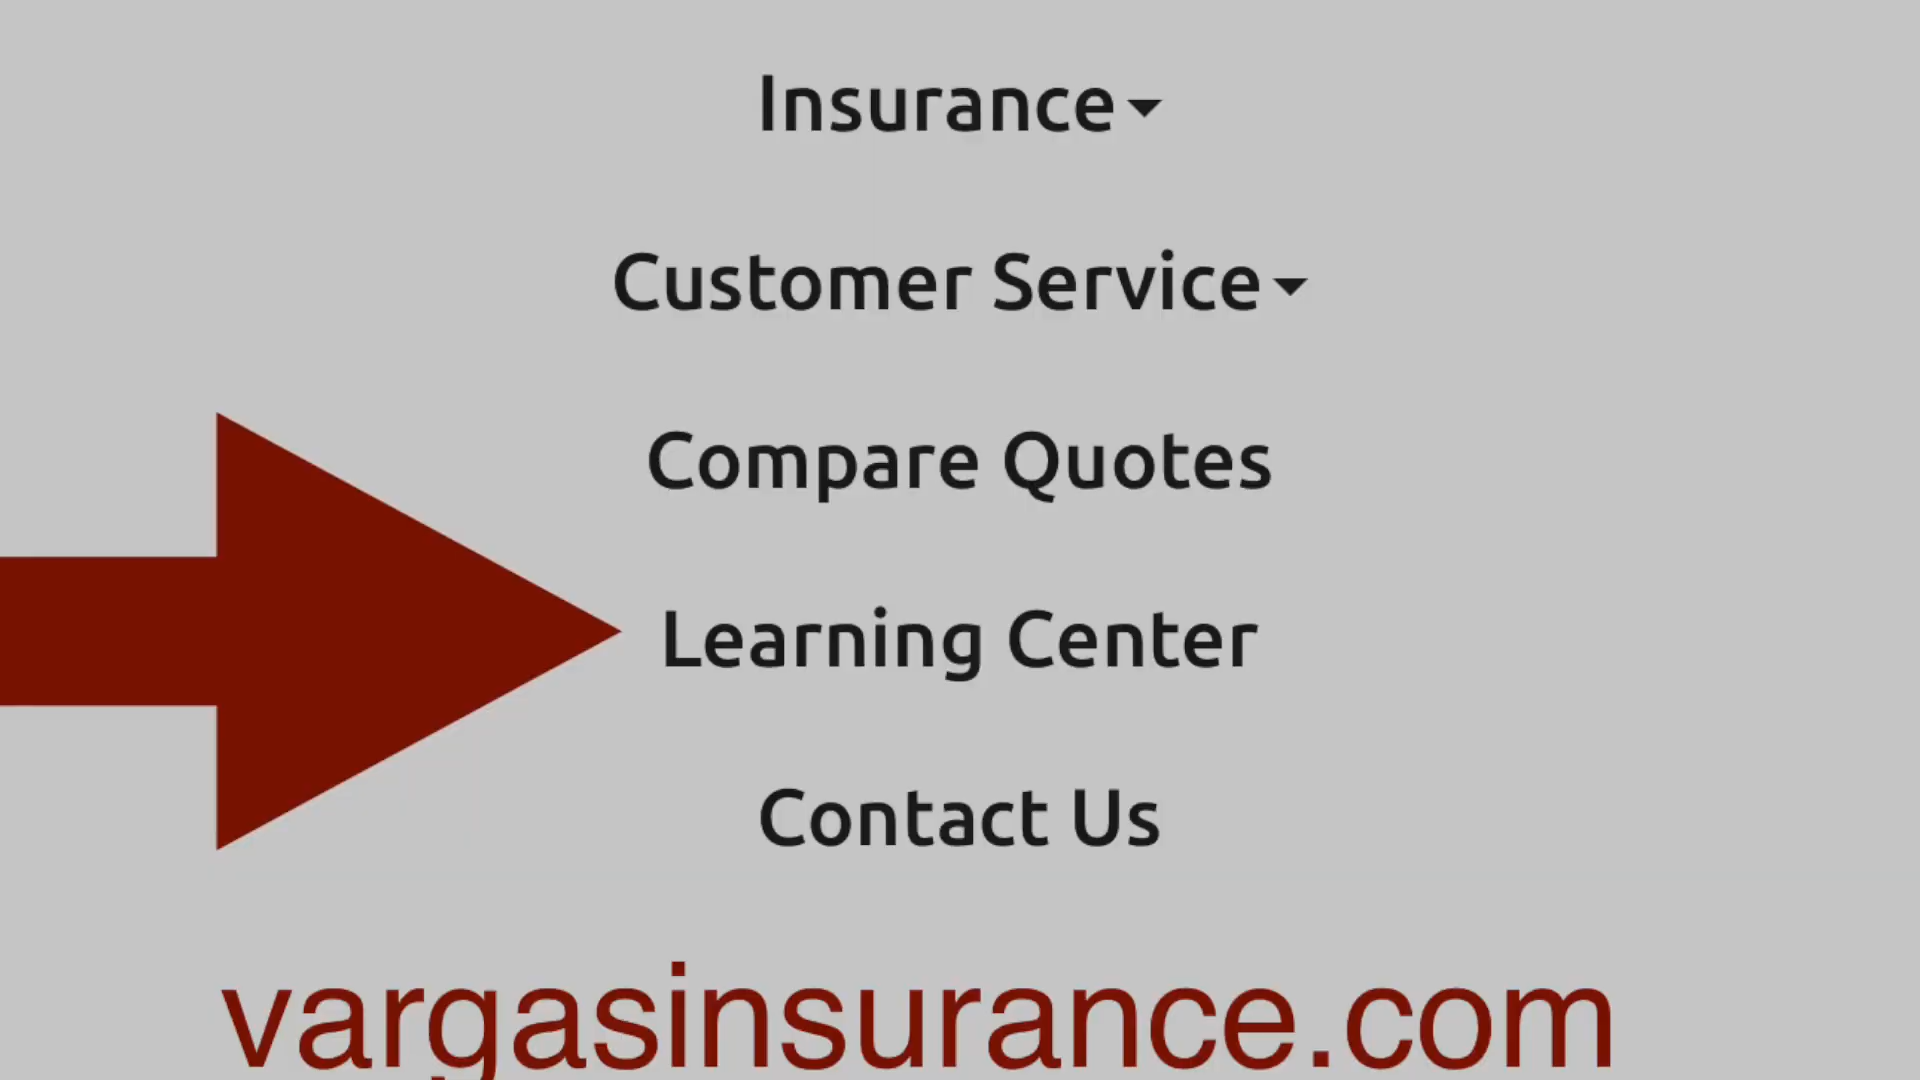 Insurance
Customer Service
Compare Quotes
Learning Center
Contact Us
vargasinsurance.com